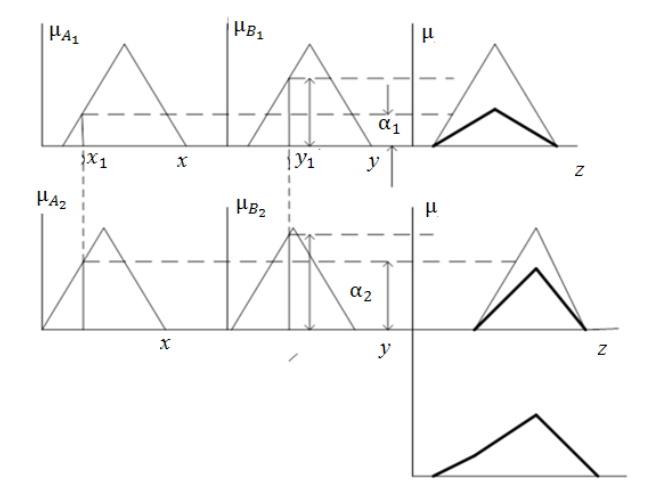 μA₁ μB₁ μ
α₁
x₁ x y₁ y z
μA₂ μB₂ μ
α₂
x y z